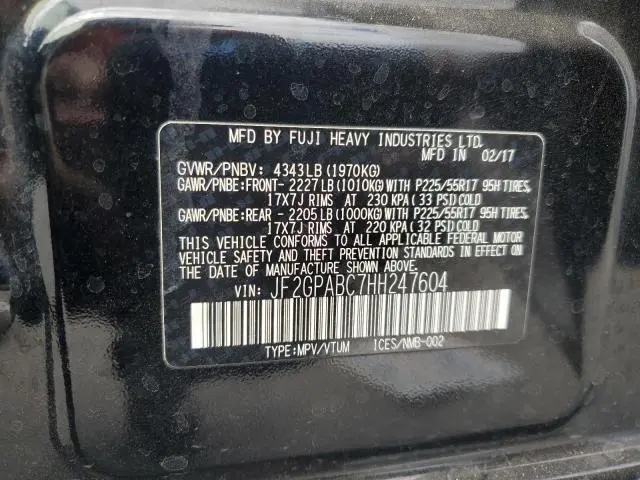 MFD BY FUJI HEAVY INDUSTRIES LTD.
MFD IN 02/17
GVWR/PNBV: 4343LB(1970KG)
GAWR/PNBE:FRONT- 2227LB(1010KG)WITH P225/55R17 95H TIRES,
17X7J RIMS AT 230 KPA(33 PSI)COLD
GAWR/PNBE:REAR - 2205LB(1000KG)WITH P225/55R17 95H TIRES,
17X7J RIMS AT 220 KPA(32 PSI)COLD
THIS VEHICLE CONFORMS TO ALL APPLICABLE FEDERAL MOTOR
VEHICLE SAFETY AND THEFT PREVENTION STANDARDS IN EFFECT ON
THE DATE OF MANUFACTURE SHOWN ABOVE.
VIN: JF2GPABC7HH247604
TYPE:MPV/VTUM ICES/NMB-002